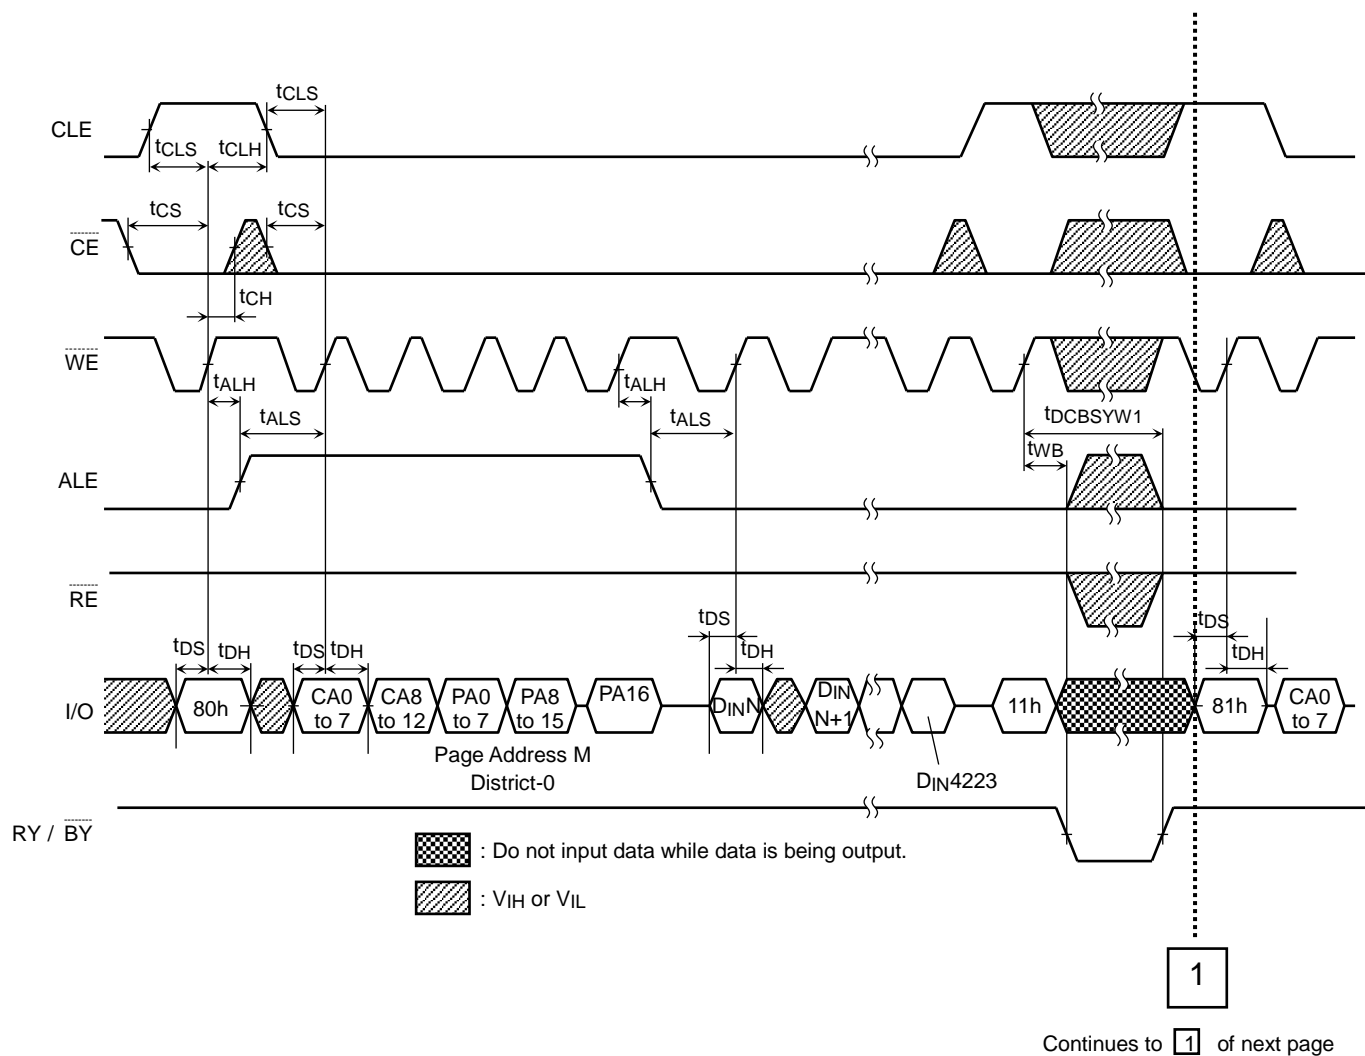 tCLS
CLE
tCLS tCLH
tCS tCS
CE
tCH
WE
tALH tALH
tALS tALS tDCBSYW1
tWB
ALE
RE
tDS tDH tDS tDH tDS tDH tDS tDH
I/O
80h
CA0 to 7
CA8 to 12
PA0 to 7
PA8 to 15
PA16
DINN
DIN N+1
11h
81h
CA0 to 7
Page Address M
District-0
DIN4223
RY / BY
: Do not input data while data is being output.
: VIH or VIL
1
Continues to 1 of next page